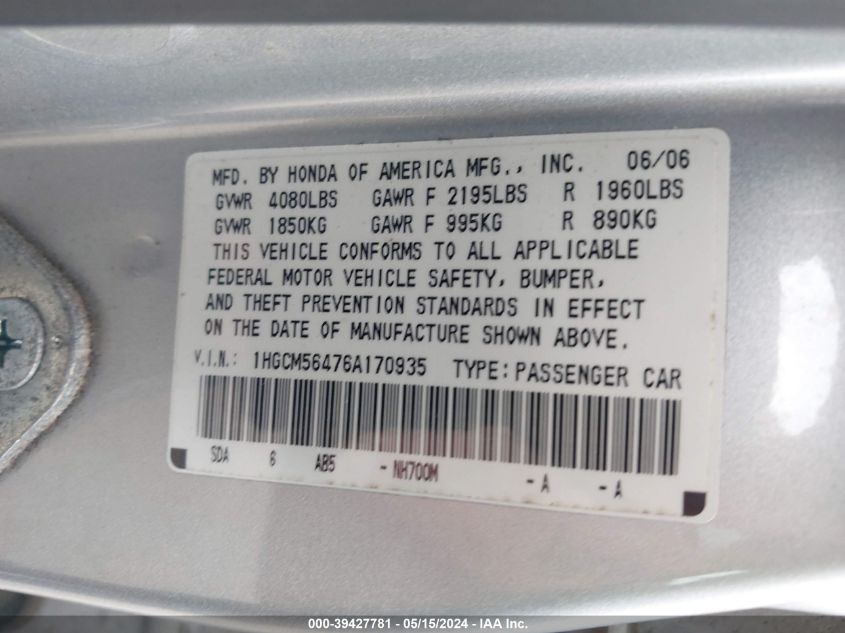 MFD. BY HONDA OF AMERICA MFG., INC. 06/06
GVWR 4080LBS GAWR F 2195LBS R 1960LBS
GVWR 1850KG GAWR F 995KG R 890KG
THIS VEHICLE CONFORMS TO ALL APPLICABLE
FEDERAL MOTOR VEHICLE SAFETY, BUMPER,
AND THEFT PREVENTION STANDARDS IN EFFECT
ON THE DATE OF MANUFACTURE SHOWN ABOVE.
V.I.N.: 1HGCM56476A170935 TYPE: PASSENGER CAR
SDA 6 AB5 - NH700M - A - A
000-39427781 - 05/15/2024 - IAA Inc.